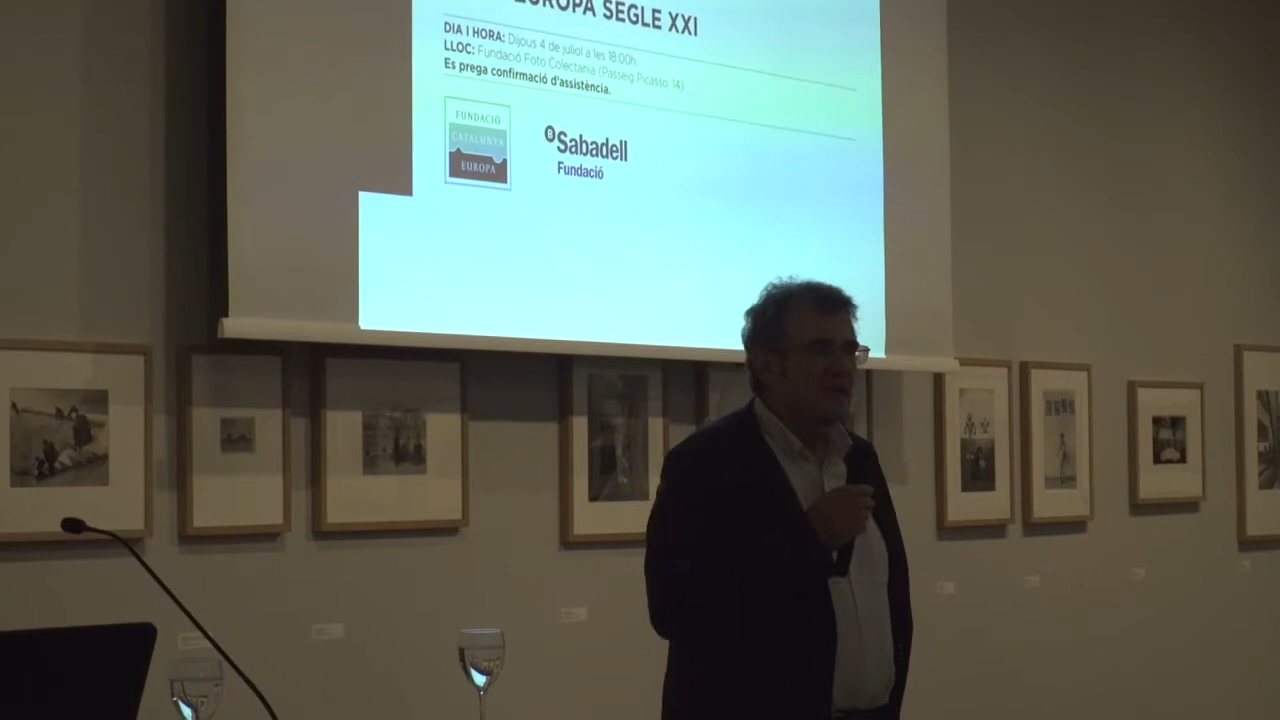 EUROPA SEGLE XXI
DIA I HORA: Dijous 4 de juliol a les 18:00h
LLOC: Fundació Foto Colectania (Passeig Picasso 14)
Es prega confirmació d'assistència.
FUNDACIÓ
CATALUNYA
EUROPA
B Sabadell
Fundació